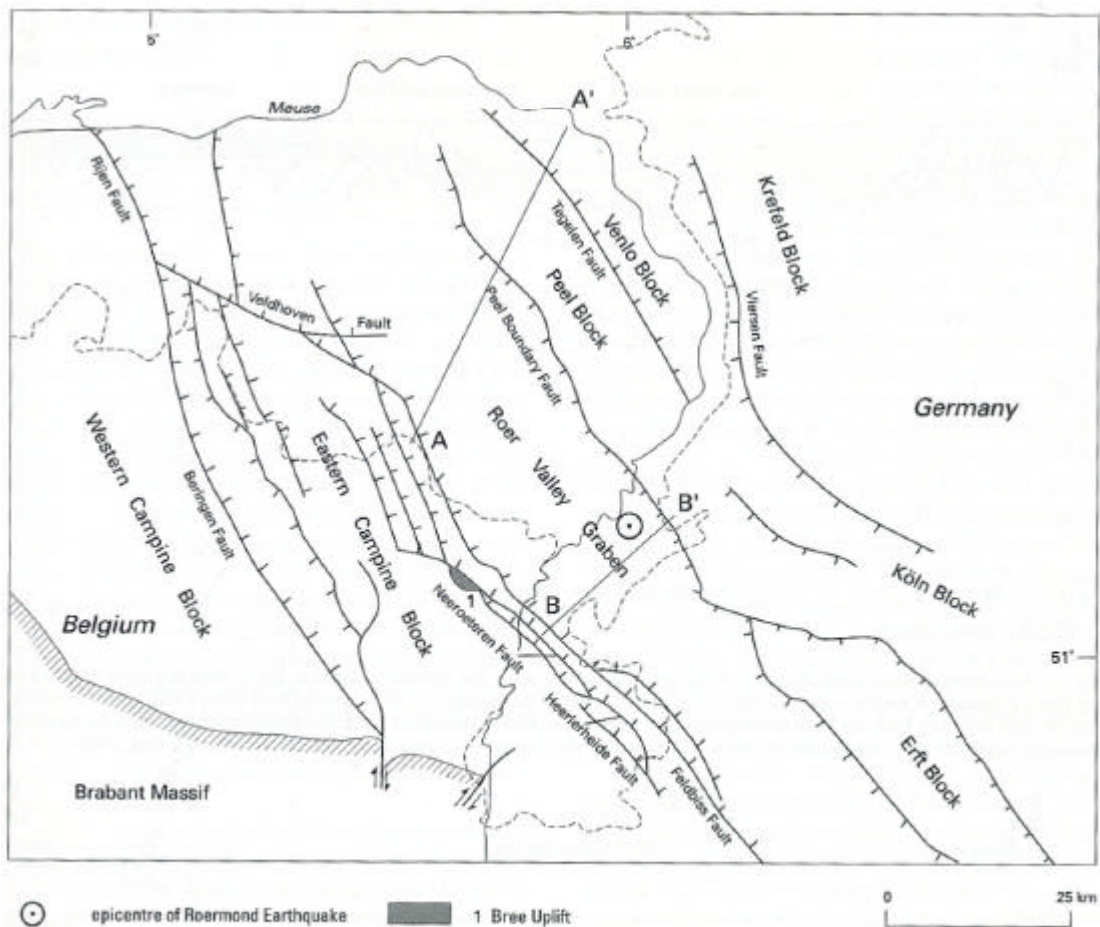 5°
6°
Meuse
A'
Rijen Fault
Tegelen Fault
Venlo Block
Krefeld Block
Veldhoven
Fault
Peel Boundary Fault
Peel Block
Viersen Fault
Germany
Western Campine Block
Beringen Fault
Eastern Campine Block
A
Roer
Valley
Graben
B'
Köln Block
Belgium
1
Neeroeteren Fault
B
51°
Heerlerheide Fault
Feldbiss Fault
Erft Block
Brabant Massif
epicentre of Roermond Earthquake
1 Bree Uplift
0
25 km